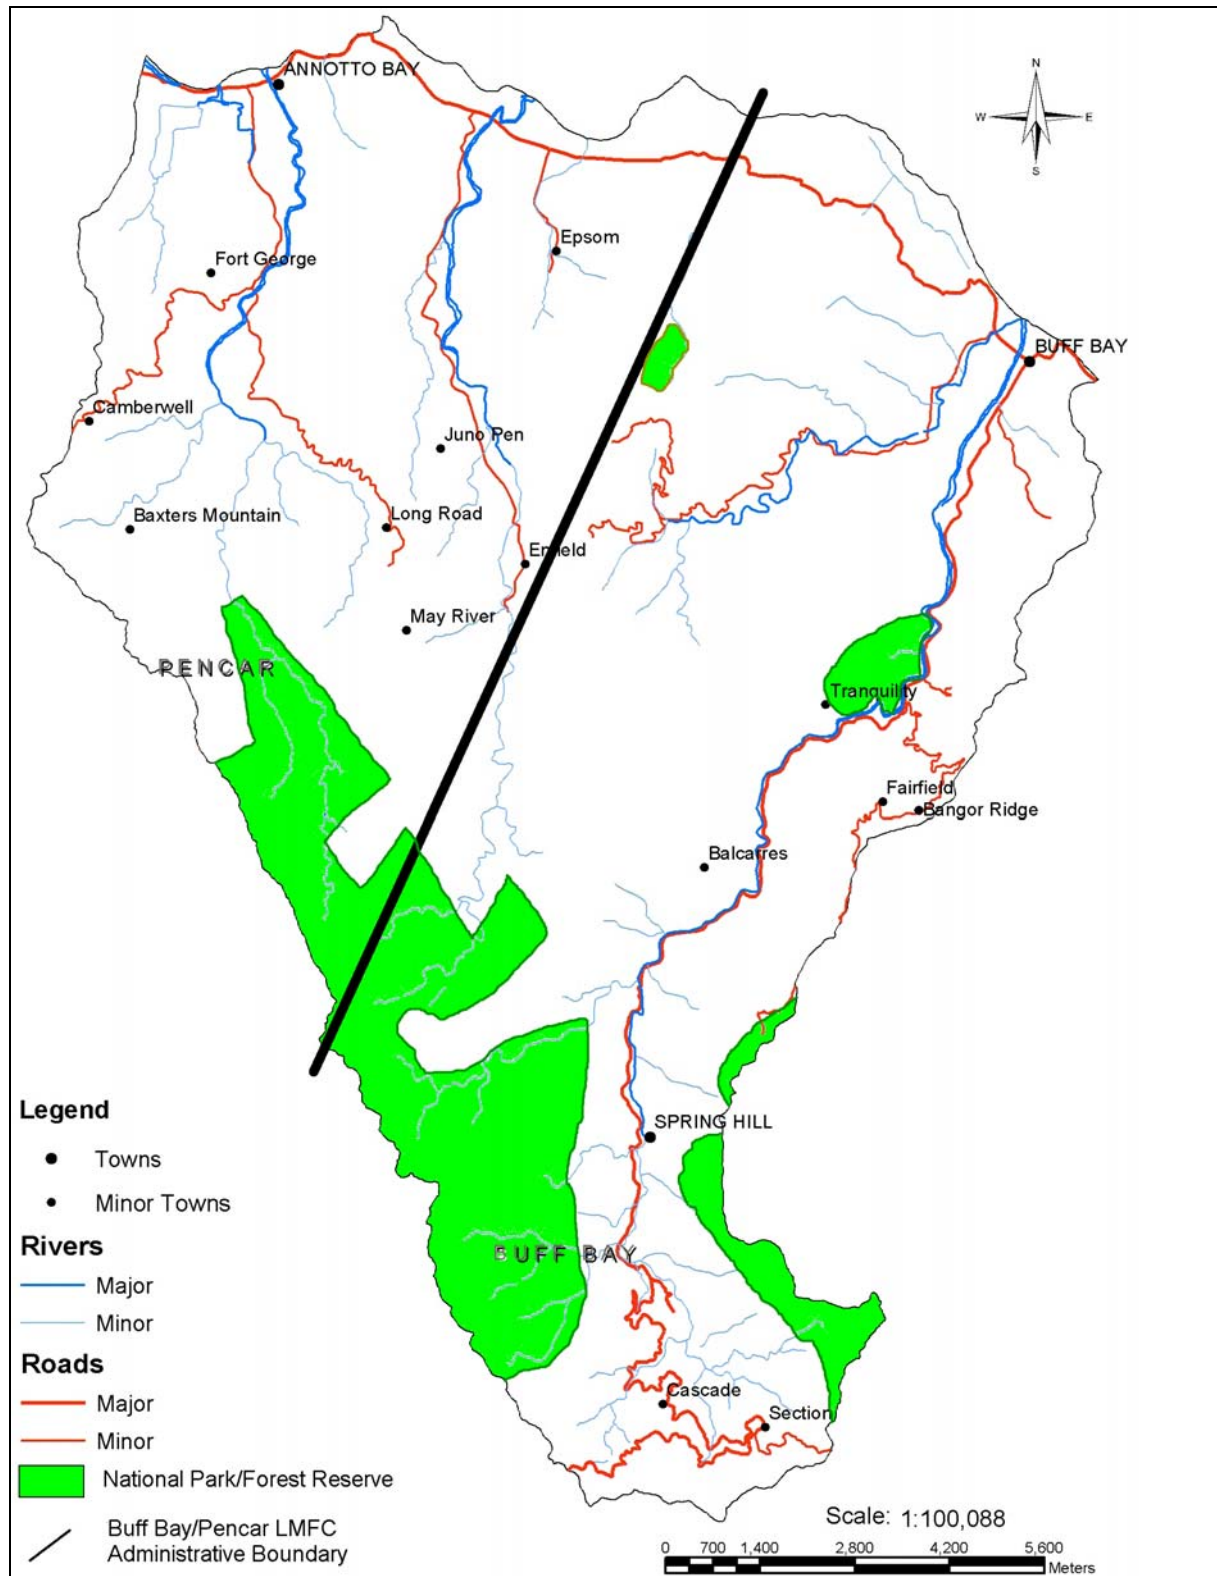 N
ANNOTTO BAY
W E
S
Epsom
Fort George
BUFF BAY
Camberwell
Juno Pen
Baxters Mountain
Long Road
Enfield
May River
PENCAR
Tranquility
Fairfield
Bangor Ridge
Balcarres
Legend
SPRING HILL
Towns
Minor Towns
Rivers
BUFF BAY
Major
Minor
Roads
Major
Cascade
Section
Minor
National Park/Forest Reserve
Buff Bay/Pencar LMFC
Administrative Boundary
Scale: 1:100,088
0 700 1,400 2,800 4,200 5,600
Meters